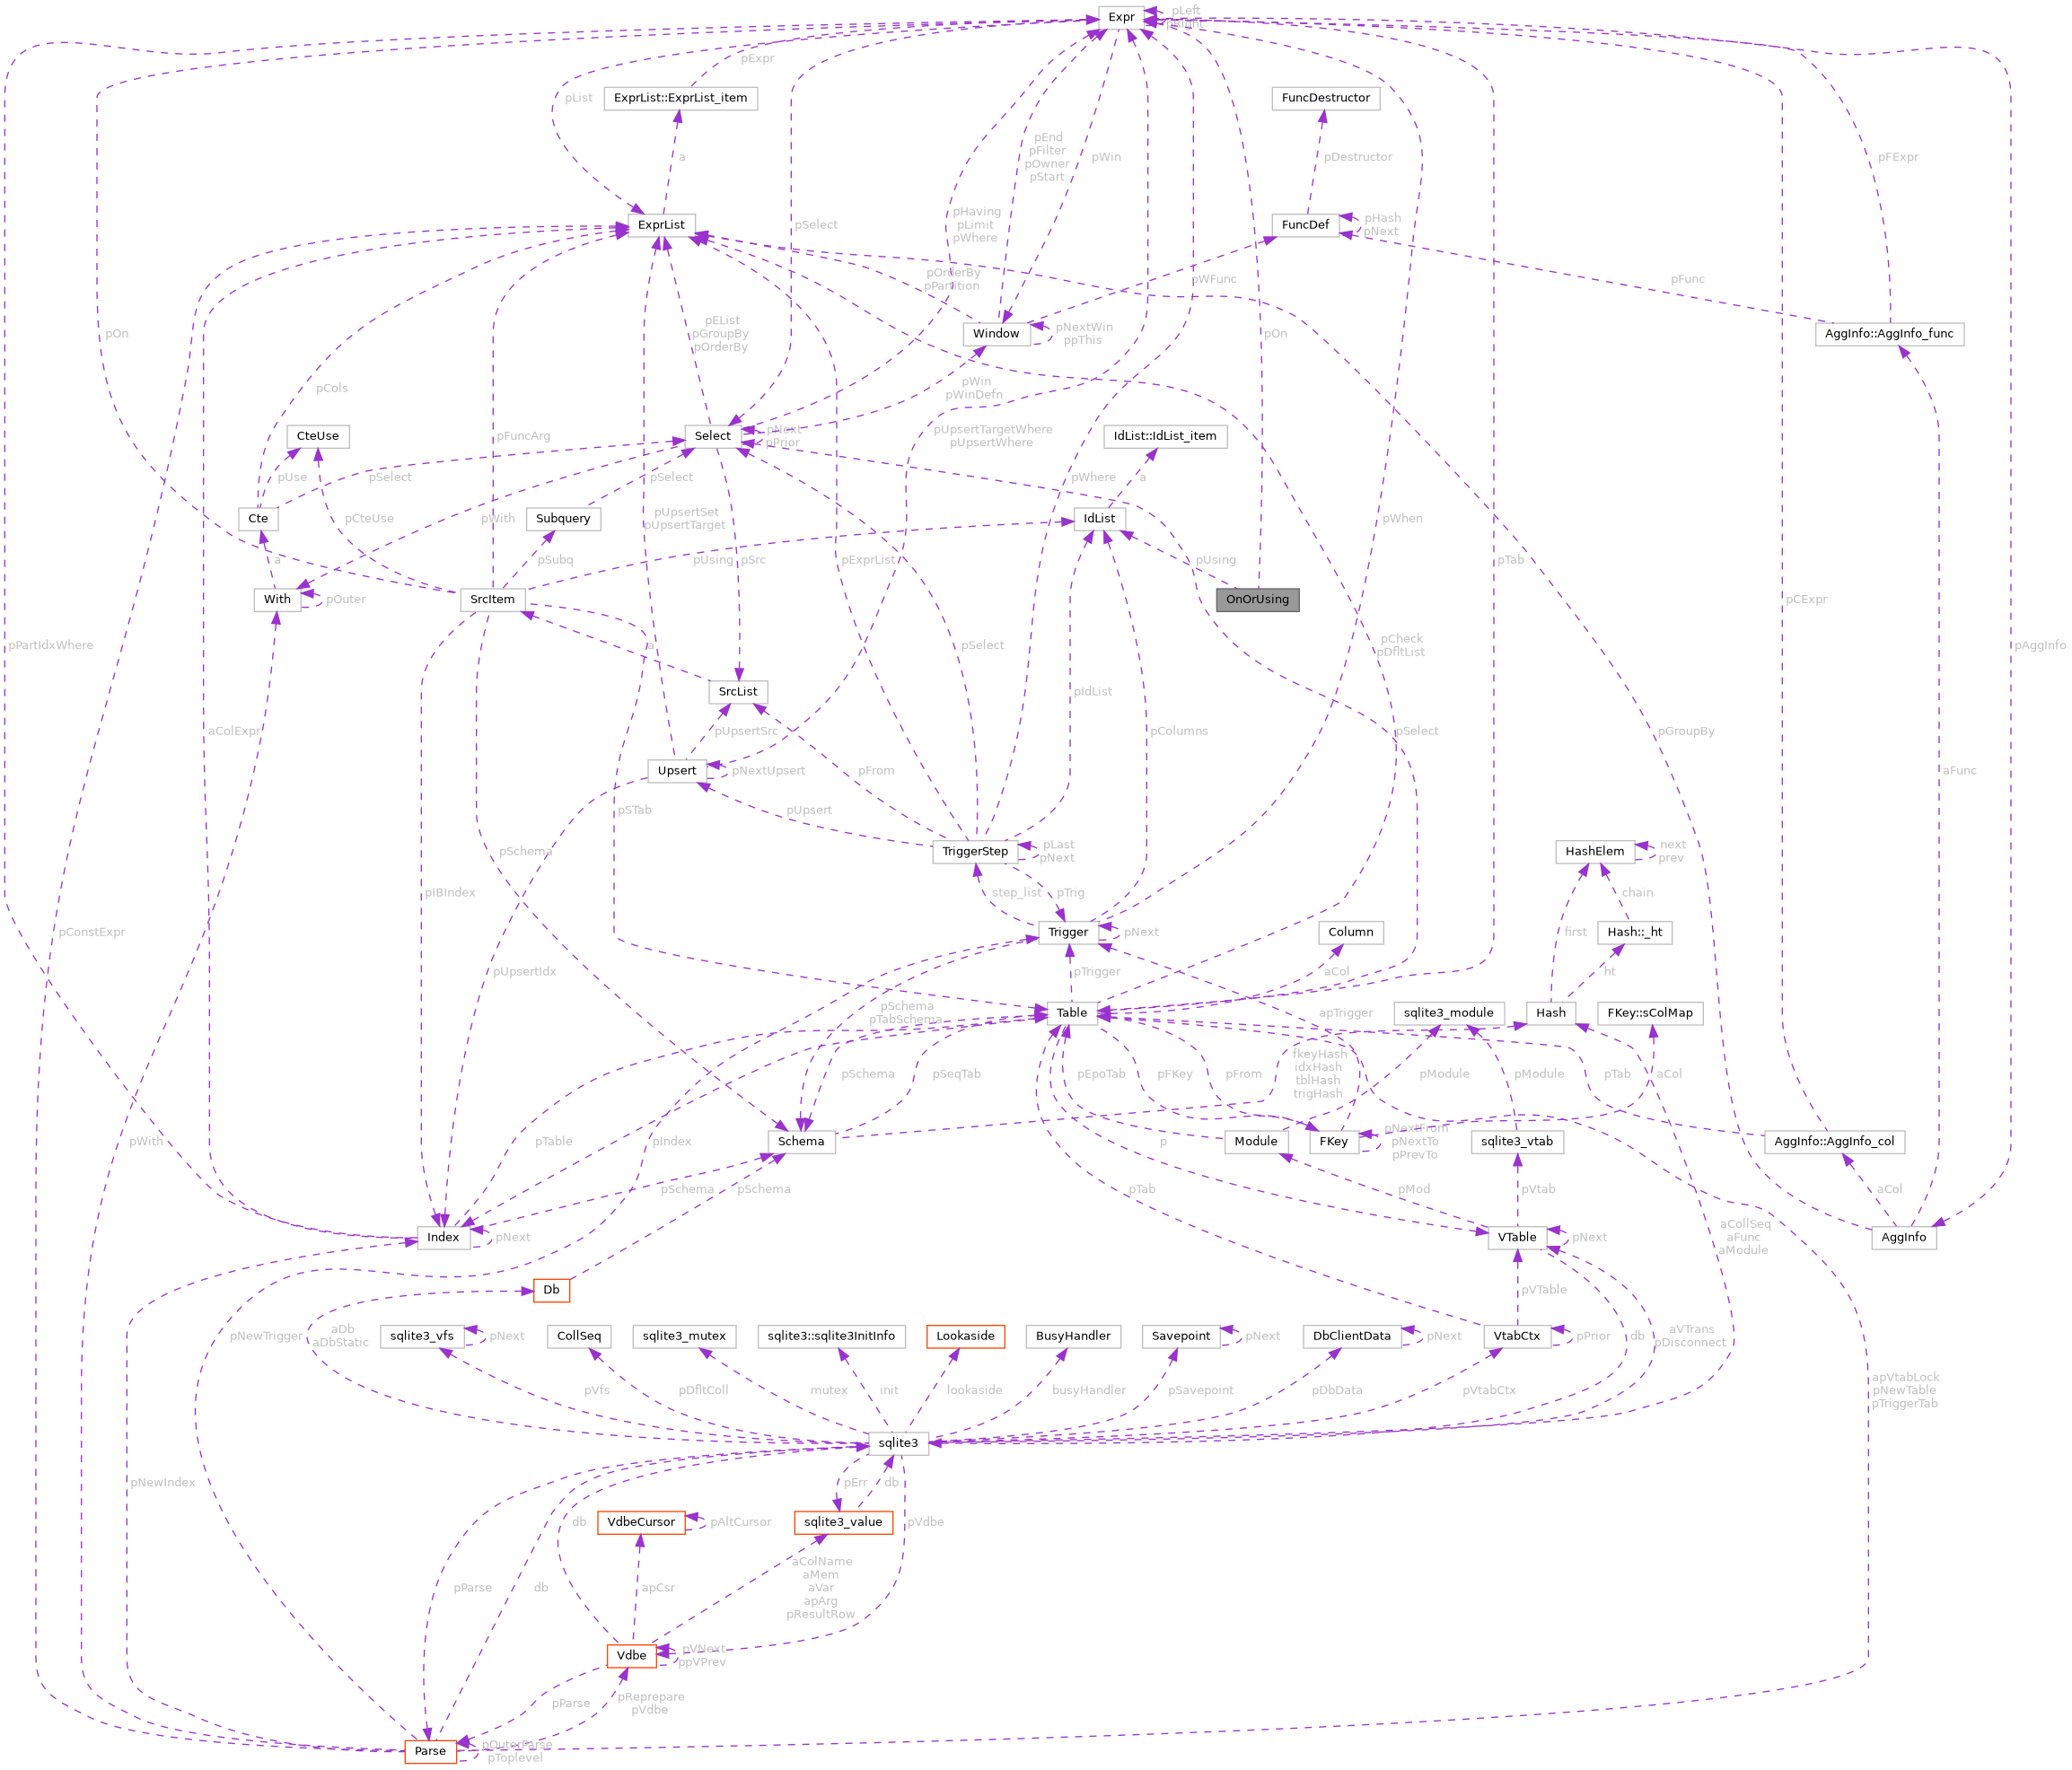 Expr
pLeft
pRight
pExpr
pList
ExprList::ExprList_item
FuncDestructor
pEnd
pFilter
pOwner
pStart
pWin
a
pDestructor
pFExpr
ExprList
pSelect
pHaving
pLimit
pWhere
FuncDef
pHash
pNext
pOrderBy
pPartition
pWFunc
pFunc
pOn
pEList
pGroupBy
pOrderBy
Window
pNextWin
ppThis
pOn
AggInfo::AggInfo_func
pCols
pWin
pWinDefn
CteUse
pFuncArg
Select
pNext
pPrior
pUpsertTargetWhere
pUpsertWhere
IdList::IdList_item
pUse
pSelect
pSelect
pWhere
a
Cte
pCteUse
Subquery
pWith
pUpsertSet
pUpsertTarget
IdList
pWhen
a
pSubq
pUsing
pSrc
pExprList
pUsing
pTab
With
pOuter
SrcItem
OnOrUsing
pCExpr
pPartIdxWhere
a
pSelect
pCheck
pDfltList
pAggInfo
SrcList
pIdList
aColExpr
pUpsertSrc
pColumns
pSelect
pGroupBy
Upsert
pNextUpsert
pFrom
aFunc
pSTab
pUpsert
pSchema
TriggerStep
pLast
pNext
HashElem
next
prev
pIBIndex
step_list
pTrig
chain
pConstExpr
Trigger
pNext
Column
first
Hash::_ht
pUpsertIdx
pTrigger
aCol
ht
pSchema
pTabSchema
Table
apTrigger
sqlite3_module
Hash
FKey::sColMap
pSchema
pSeqTab
pEpoTab
pFKey
pFrom
fkeyHash
idxHash
tblHash
trigHash
pModule
pModule
pTab
aCol
pWith
pTable
pIndex
Schema
Module
FKey
pNextFrom
pNextTo
pPrevTo
sqlite3_vtab
AggInfo::AggInfo_col
p
pSchema
pSchema
pTab
pMod
pVtab
aCol
Index
pNext
VTable
pNext
aCollSeq
aFunc
aModule
AggInfo
Db
pVTable
pNewTrigger
aDb
aDbStatic
sqlite3_vfs
pNext
CollSeq
sqlite3_mutex
sqlite3::sqlite3InitInfo
Lookaside
BusyHandler
Savepoint
pNext
DbClientData
pNext
VtabCtx
pPrior
db
aVTrans
pDisconnect
pVfs
pDfltColl
mutex
init
lookaside
busyHandler
pSavepoint
pDbData
pVtabCtx
apVtabLock
pNewTable
pTriggerTab
sqlite3
pNewIndex
pErr
db
db
VdbeCursor
pAltCursor
sqlite3_value
pVdbe
pParse
db
apCsr
aColName
aMem
aVar
apArg
pResultRow
Vdbe
pVNext
ppVPrev
pParse
pReprepare
pVdbe
Parse
pOuterParse
pToplevel